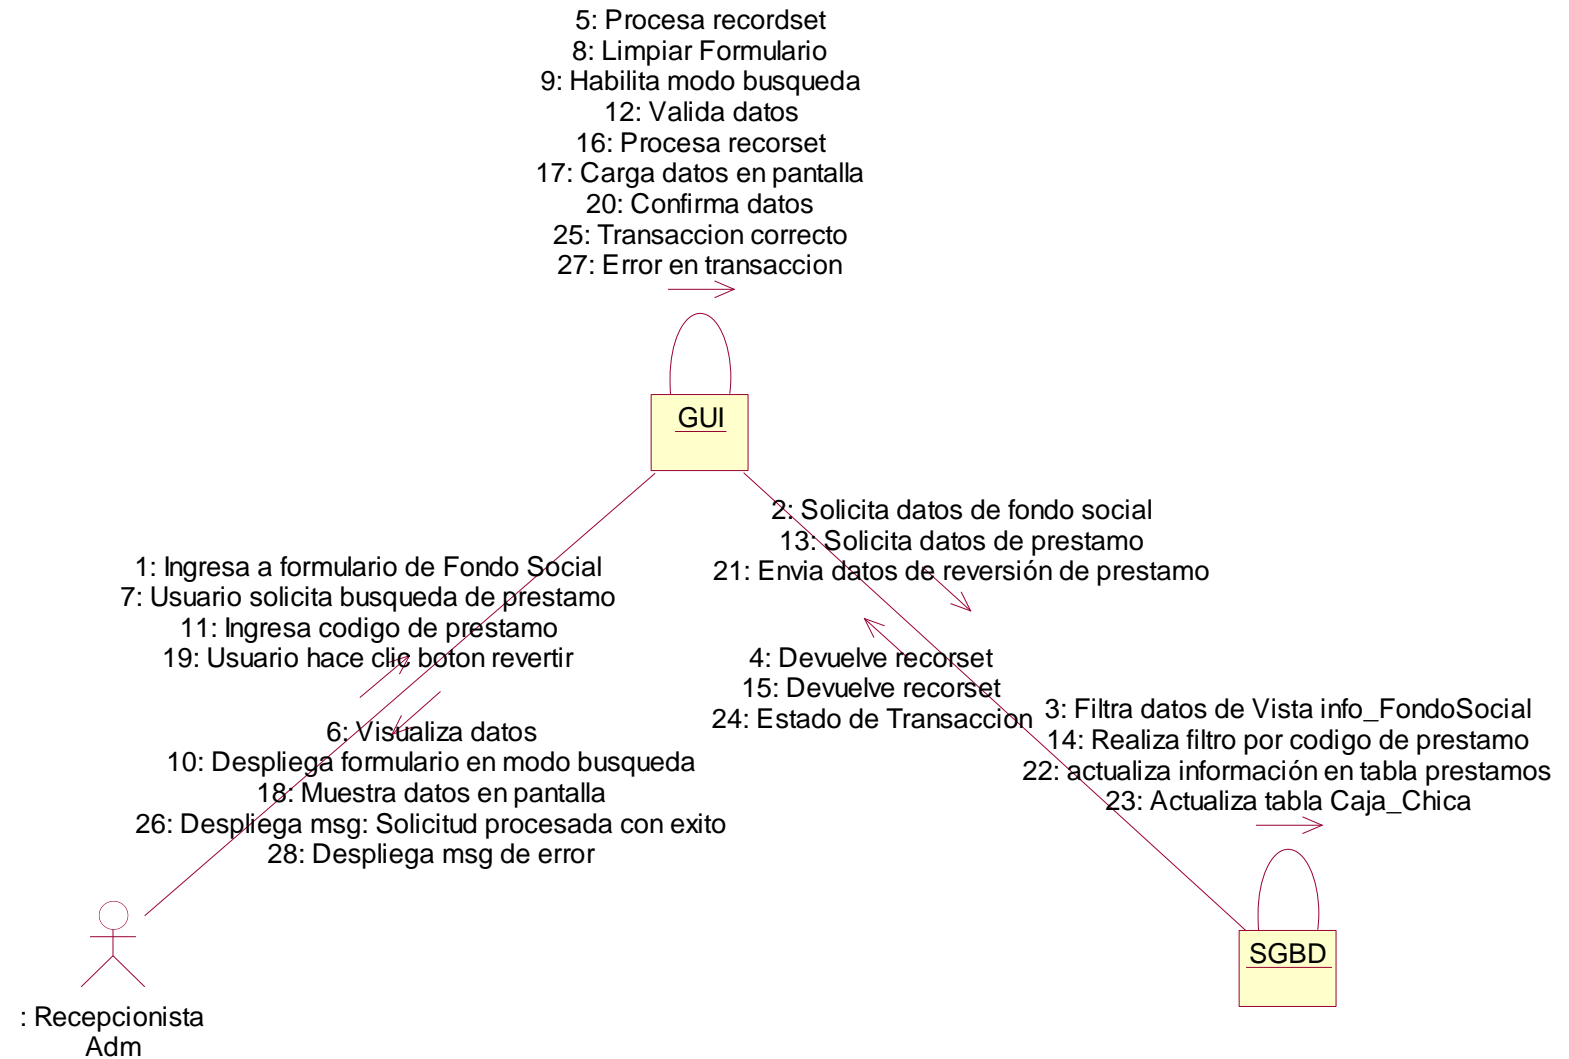 5: Procesa recordset
8: Limpiar Formulario
9: Habilita modo busqueda
12: Valida datos
16: Procesa recorset
17: Carga datos en pantalla
20: Confirma datos
25: Transaccion correcto
27: Error en transaccion
GUI
2: Solicita datos de fondo social
13: Solicita datos de prestamo
21: Envia datos de reversión de prestamo
1: Ingresa a formulario de Fondo Social
7: Usuario solicita busqueda de prestamo
11: Ingresa codigo de prestamo
19: Usuario hace clic boton revertir
4: Devuelve recorset
15: Devuelve recorset
24: Estado de Transaccion
3: Filtra datos de Vista info_FondoSocial
14: Realiza filtro por codigo de prestamo
22: actualiza información en tabla prestamos
23: Actualiza tabla Caja_Chica
6: Visualiza datos
10: Despliega formulario en modo busqueda
18: Muestra datos en pantalla
26: Despliega msg: Solicitud procesada con exito
28: Despliega msg de error
SGBD
: Recepcionista
Adm